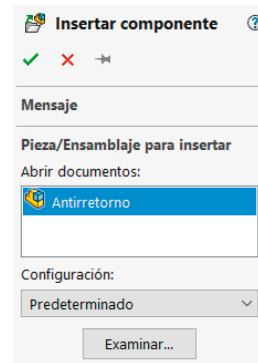 Insertar componente
Mensaje
Pieza/Ensamblaje para insertar
Abrir documentos:
Antirretorno
Configuración:
Predeterminado
Examinar...